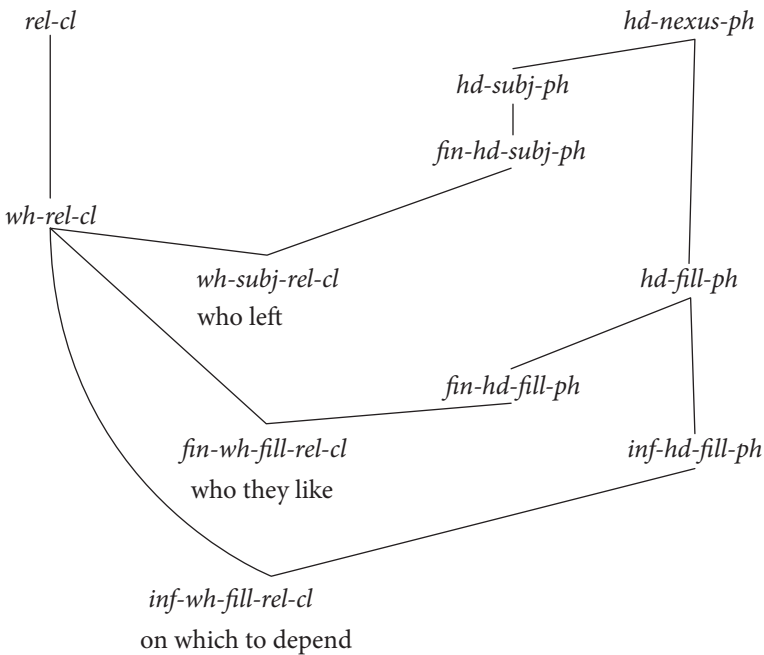 rel-cl
hd-nexus-ph
hd-subj-ph
fin-hd-subj-ph
wh-rel-cl
wh-subj-rel-cl
who left
hd-fill-ph
fin-hd-fill-ph
fin-wh-fill-rel-cl
who they like
inf-hd-fill-ph
inf-wh-fill-rel-cl
on which to depend